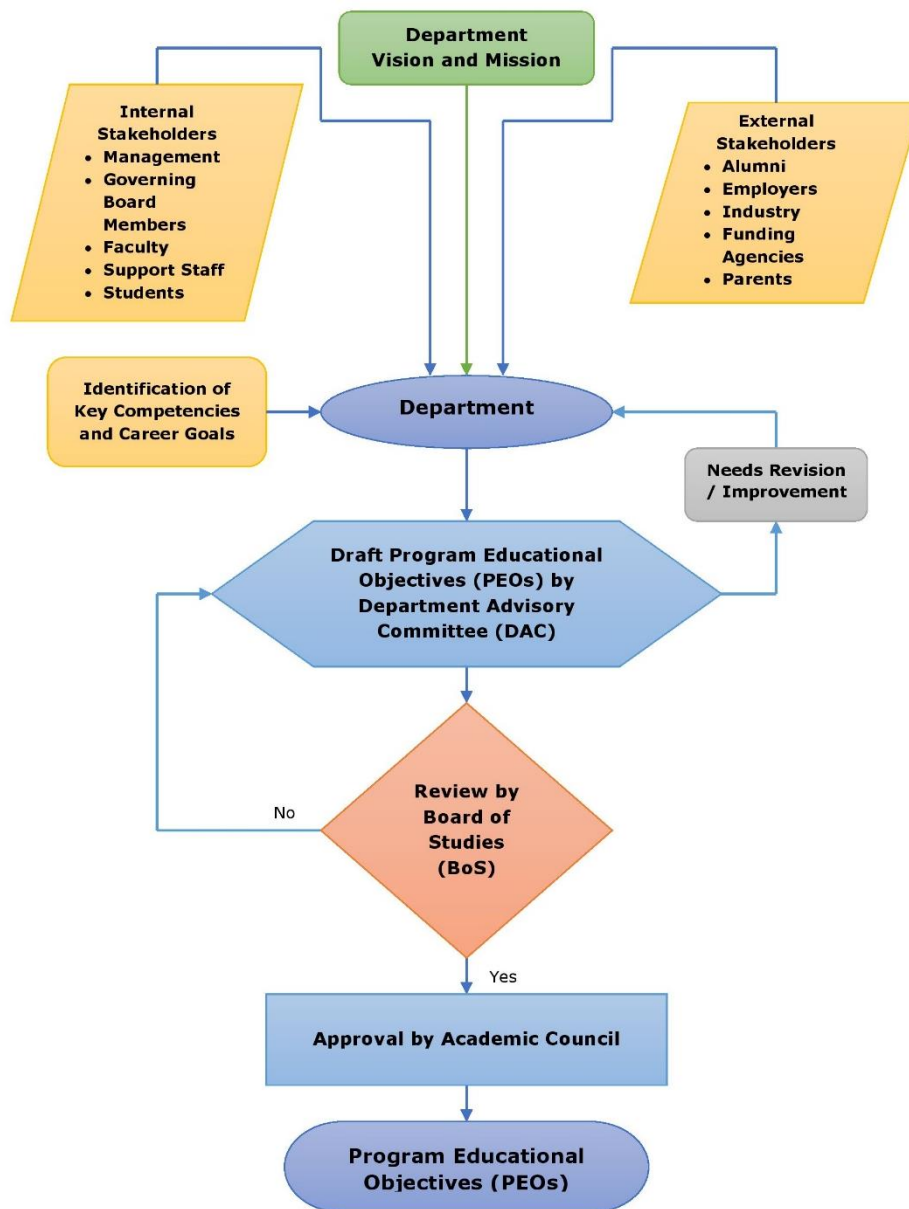 Department
Vision and Mission
Internal
Stakeholders
• Management
• Governing
Board
Members
• Faculty
• Support Staff
• Students
External
Stakeholders
• Alumni
• Employers
• Industry
• Funding
Agencies
• Parents
Identification of
Key Competencies
and Career Goals
Department
Needs Revision
/ Improvement
Draft Program Educational
Objectives (PEOs) by
Department Advisory
Committee (DAC)
Review by
Board of
Studies
(BoS)
No
Yes
Approval by Academic Council
Program Educational
Objectives (PEOs)